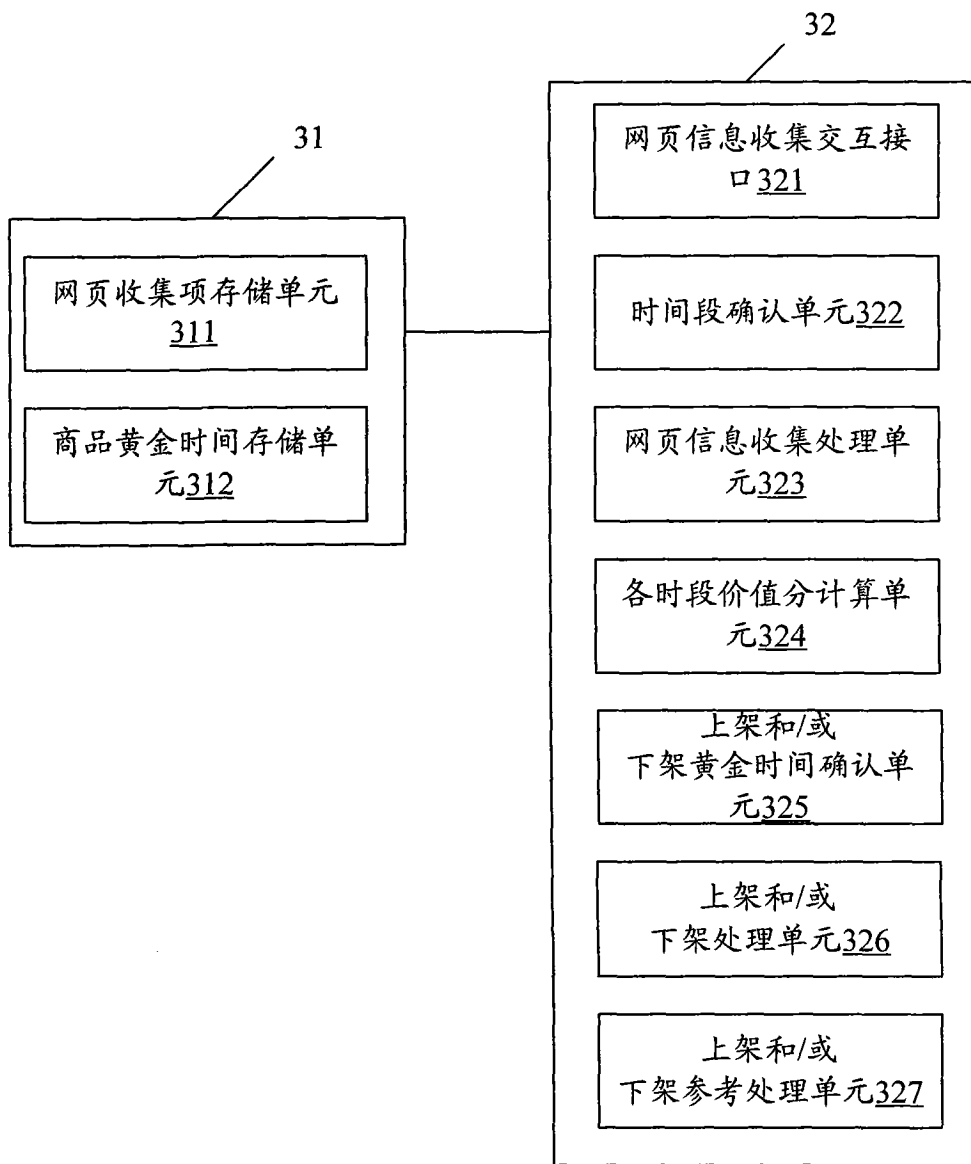 32
31
网页收集项存储单元
311
商品黄金时间存储单
元312
网页信息收集交互接
口321
时间段确认单元322
网页信息收集处理单
元323
各时段价值分计算单
元324
上架和/或
下架黄金时间确认单
元325
上架和/或
下架处理单元326
上架和/或
下架参考处理单元327